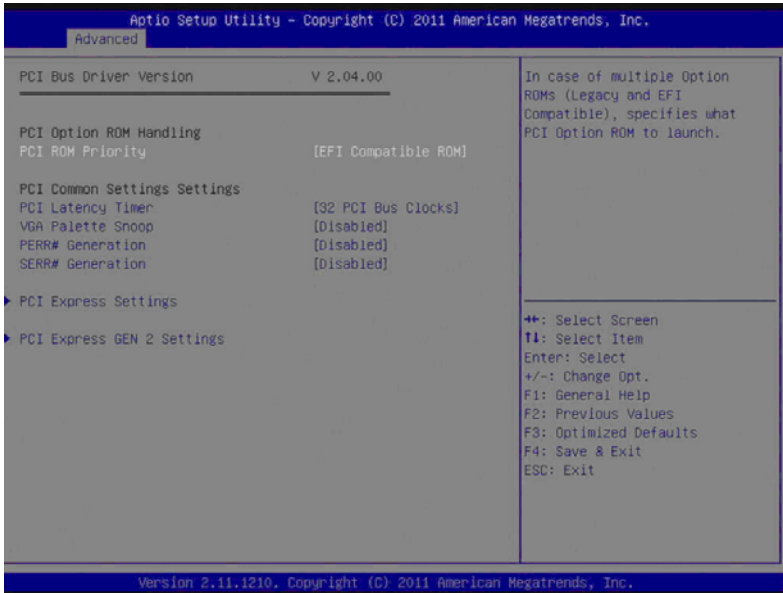 Aptio Setup Utility – Copyright (C) 2011 American Megatrends, Inc.
Advanced
PCI Bus Driver Version V 2.04.00
PCI Option ROM Handling
PCI ROM Priority [EFI Compatible ROM]
PCI Common Settings Settings
PCI Latency Timer [32 PCI Bus Clocks]
VGA Palette Snoop [Disabled]
PERR# Generation [Disabled]
SERR# Generation [Disabled]
PCI Express Settings
PCI Express GEN 2 Settings
In case of multiple Option
ROMs (Legacy and EFI
Compatible), specifies what
PCI Option ROM to launch.
→←: Select Screen
↑↓: Select Item
Enter: Select
+/-: Change Opt.
F1: General Help
F2: Previous Values
F3: Optimized Defaults
F4: Save & Exit
ESC: Exit
Version 2.11.1210. Copyright (C) 2011 American Megatrends, Inc.